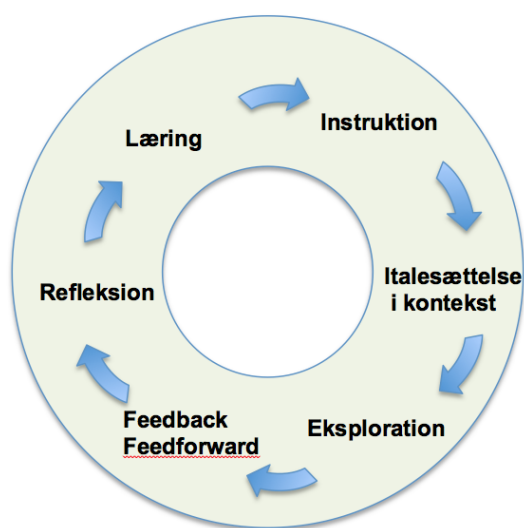 Læring
Instruktion
Italesættelse
i kontekst
Eksploration
Feedback
Feedforward
Refleksion